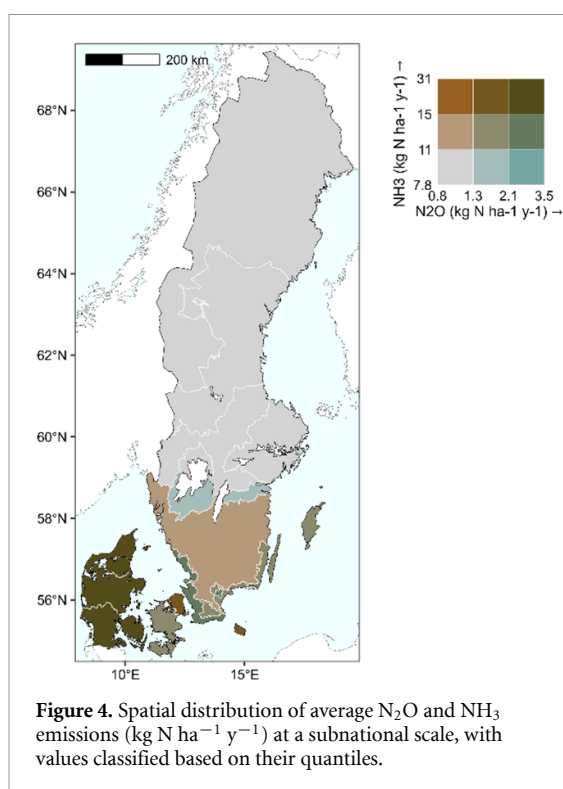 200 km
68°N
66°N
64°N
62°N
60°N
58°N
56°N
10°E 15°E
NH3 (kg N ha-1 y-1) →
31
15
11
7.8
0.8 1.3 2.1 3.5
N2O (kg N ha-1 y-1) →
Figure 4. Spatial distribution of average N₂O and NH₃
emissions (kg N ha⁻¹ y⁻¹) at a subnational scale, with
values classified based on their quantiles.